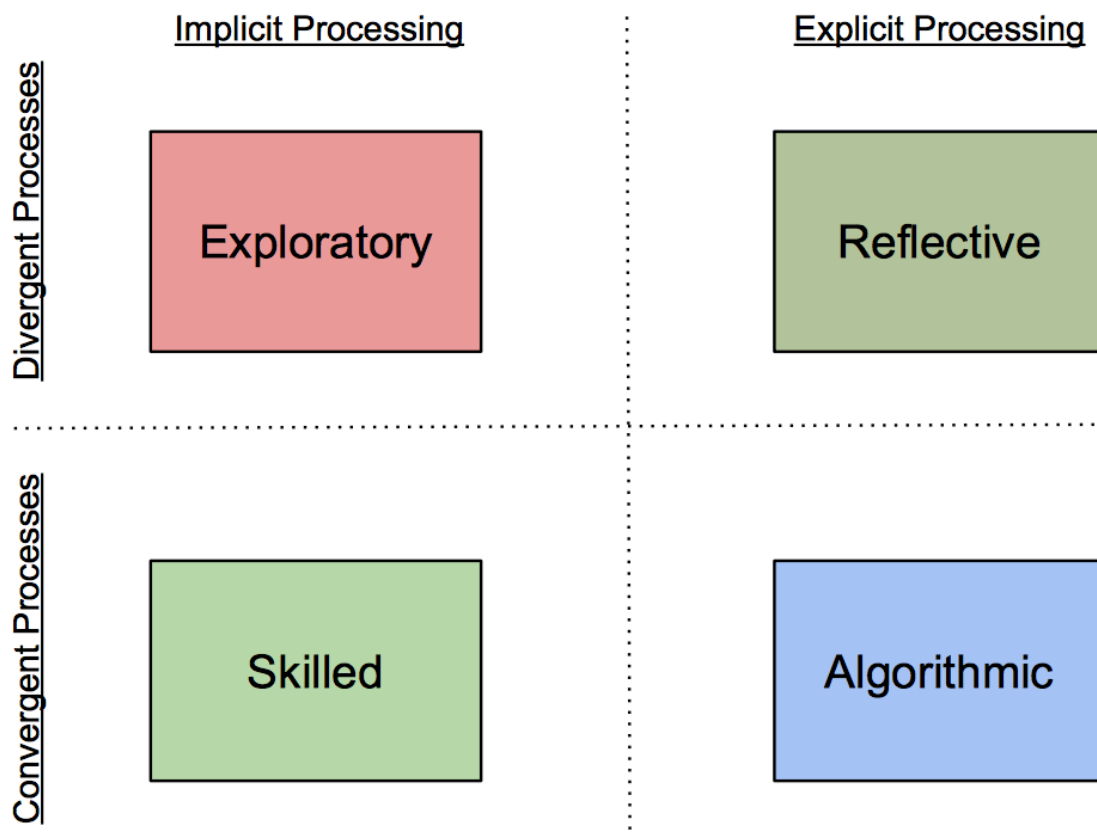 Implicit Processing
Explicit Processing
Divergent Processes
Exploratory
Reflective
Convergent Processes
Skilled
Algorithmic